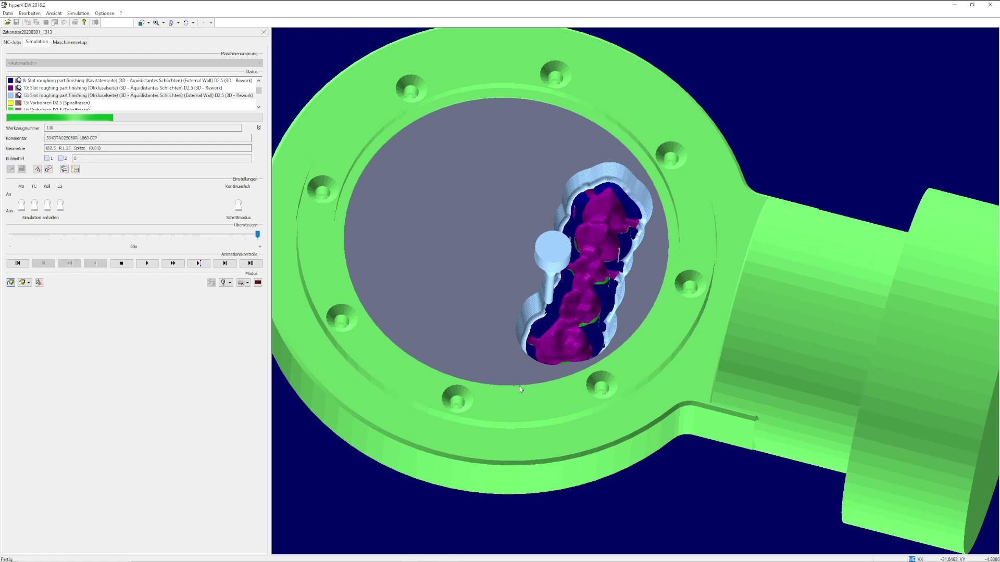 hyperVIEW 2016.2
Datei Bearbeiten Ansicht Simulation Optionen ?
Zirkonator20230301_1313
NC-Jobs Simulation Maschinensetup
Maschinenursprung
<Automatisch>
Status
8: Slot roughing part finishing (Kavitätenseite) (3D - Äquidistantes Schlichten) (External Wall) D2.5 (3D - Rework)
10: Slot roughing part finishing (Okklusalseite) (3D - Äquidistantes Schlichten) D2.5 (3D - Rework)
12: Slot roughing part finishing (Okklusalseite) (3D - Äquidistantes Schlichten) (External Wall) D2.5 (3D - Rework)
13: Vorbohren D2.5 (Spiralfräsen)
14: Vorbohren D2.5 (Spiralfräsen)
Werkzeugnummer 110
Kommentar 394DTA025060R-1860-DIP
Geometrie Ø2.5 R1.25 Spitze (0.01)
Kühlmittel 1 2 0
Einstellungen
M0 TC Koll ES Kontinuierlich
An
Aus
Simulation anhalten Schrittmodus
Übersteuern
- 50x +
Animationskontrolle
Modus
Fertig ME VX -31.8463 VY -4.8086